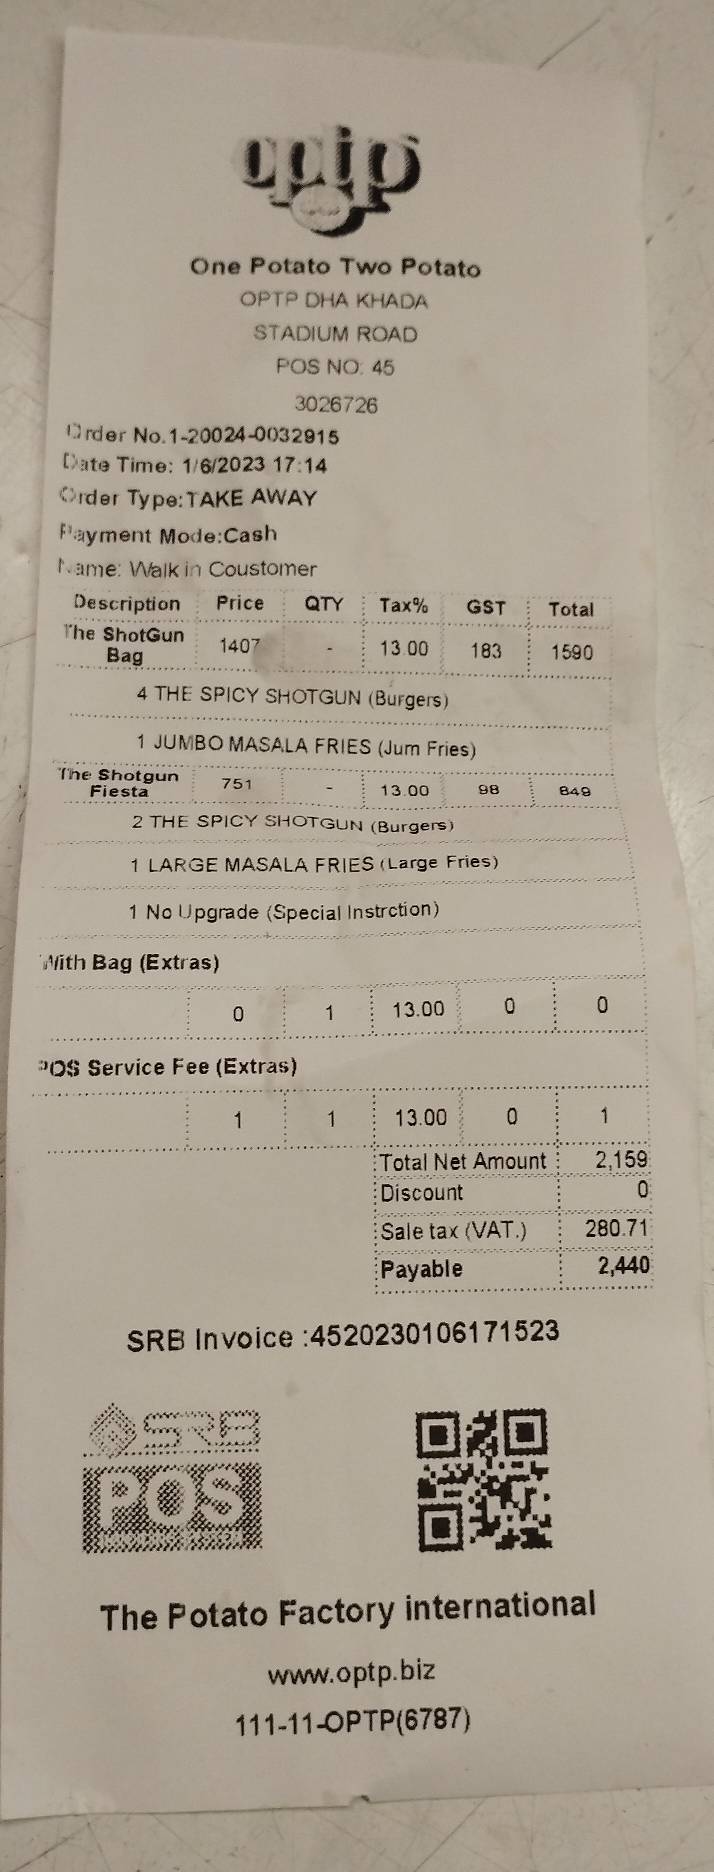 optp
One Potato Two Potato
OPTP DHA KHADA
STADIUM ROAD
POS NO: 45
3026726
Order No.1-20024-0032915
Date Time: 1/6/2023 17:14
Order Type:TAKE AWAY
Payment Mode:Cash
Name: Walk in Coustomer
Description Price QTY Tax% GST Total
The ShotGun Bag 1407 - 13.00 183 1590
4 THE SPICY SHOTGUN (Burgers)
1 JUMBO MASALA FRIES (Jum Fries)
The Shotgun Fiesta 751 - 13.00 98 849
2 THE SPICY SHOTGUN (Burgers)
1 LARGE MASALA FRIES (Large Fries)
1 No Upgrade (Special Instrction)
With Bag (Extras)
0 1 13.00 0 0
POS Service Fee (Extras)
1 1 13.00 0 1
Total Net Amount 2,159
Discount 0
Sale tax (VAT.) 280.71
Payable 2,440
SRB Invoice :4520230106171523
SRB
POS
The Potato Factory international
www.optp.biz
111-11-OPTP(6787)